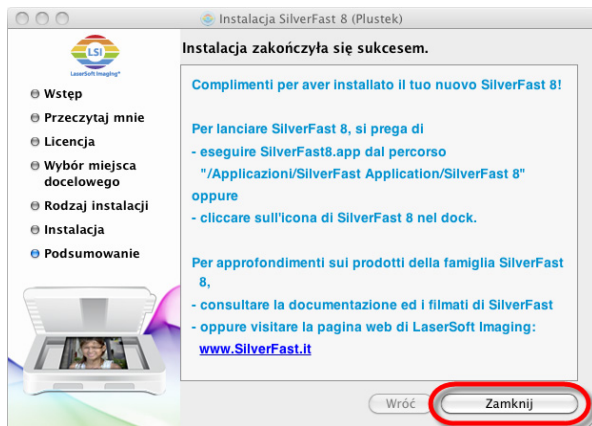 Instalacja SilverFast 8 (Plustek)
LSI
LaserSoft Imaging
Instalacja zakończyła się sukcesem.
Wstęp
Przeczytaj mnie
Licencja
Wybór miejsca
docelowego
Rodzaj instalacji
Instalacja
Podsumowanie
Complimenti per aver installato il tuo nuovo SilverFast 8!
Per lanciare SilverFast 8, si prega di
- eseguire SilverFast8.app dal percorso
"/Applicazioni/SilverFast Application/SilverFast 8"
oppure
- cliccare sull'icona di SilverFast 8 nel dock.
Per approfondimenti sui prodotti della famiglia SilverFast
8,
- consultare la documentazione ed i filmati di SilverFast
- oppure visitare la pagina web di LaserSoft Imaging:
www.SilverFast.it
Wróć
Zamknij